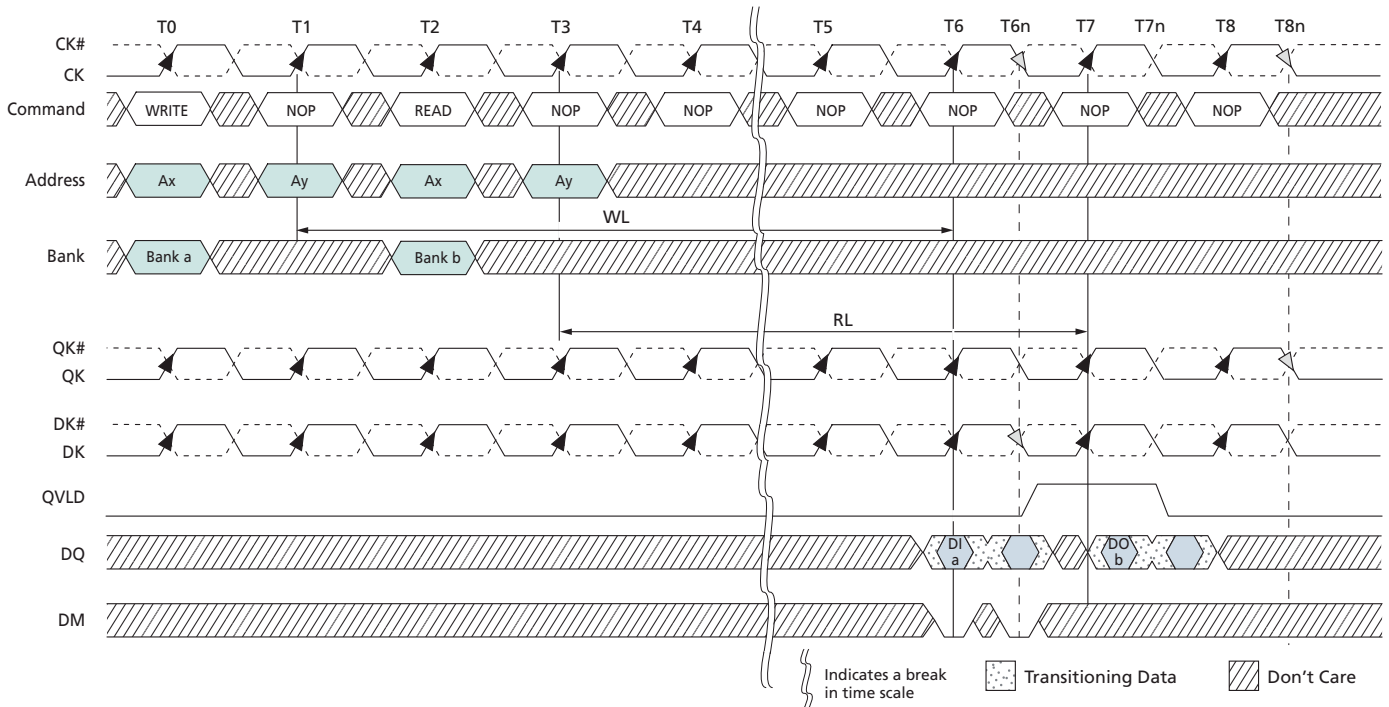 T0 T1 T2 T3 T4 T5 T6 T6n T7 T7n T8 T8n
CK#
CK
Command WRITE NOP READ NOP NOP NOP NOP NOP NOP
Address Ax Ay Ax Ay
WL
Bank Bank a Bank b
RL
QK#
QK
DK#
DK
QVLD
DQ DI a DO b
DM
Indicates a break
in time scale
Transitioning Data
Don't Care